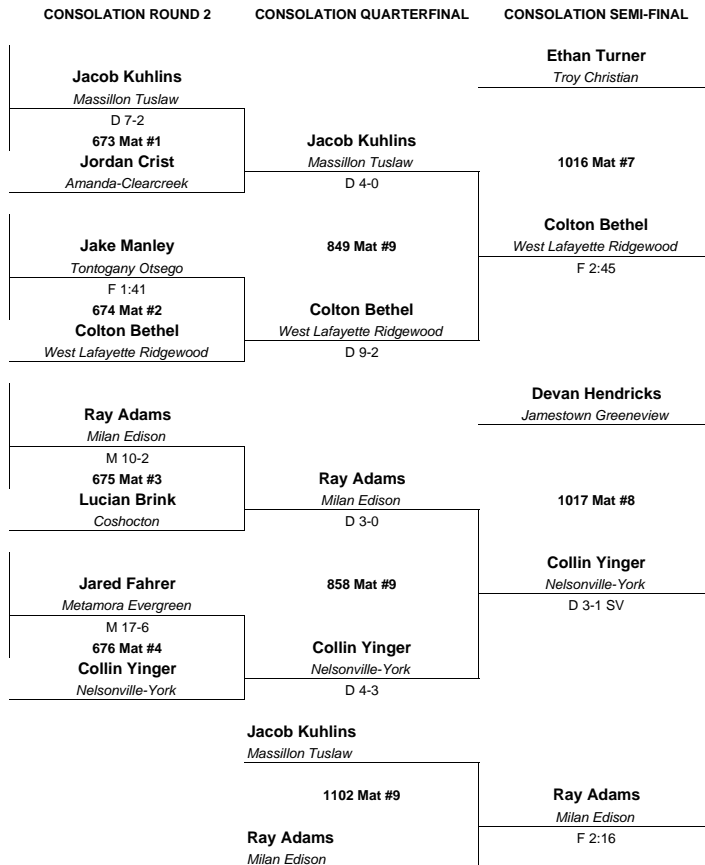 CONSOLATION ROUND 2 CONSOLATION QUARTERFINAL CONSOLATION SEMI-FINAL
Ethan Turner
Jacob Kuhlins Troy Christian
Massillon Tuslaw
D 7-2
673 Mat #1 Jacob Kuhlins
Jordan Crist Massillon Tuslaw 1016 Mat #7
Amanda-Clearcreek D 4-0
Colton Bethel
Jake Manley 849 Mat #9 West Lafayette Ridgewood
Tontogany Otsego F 2:45
F 1:41
674 Mat #2 Colton Bethel
Colton Bethel West Lafayette Ridgewood
West Lafayette Ridgewood D 9-2
Devan Hendricks
Ray Adams Jamestown Greeneview
Milan Edison
M 10-2
675 Mat #3 Ray Adams
Lucian Brink Milan Edison 1017 Mat #8
Coshocton D 3-0
Collin Yinger
Jared Fahrer 858 Mat #9 Nelsonville-York
Metamora Evergreen D 3-1 SV
M 17-6
676 Mat #4 Collin Yinger
Collin Yinger Nelsonville-York
Nelsonville-York D 4-3
Jacob Kuhlins
Massillon Tuslaw
1102 Mat #9 Ray Adams
Milan Edison
Ray Adams F 2:16
Milan Edison